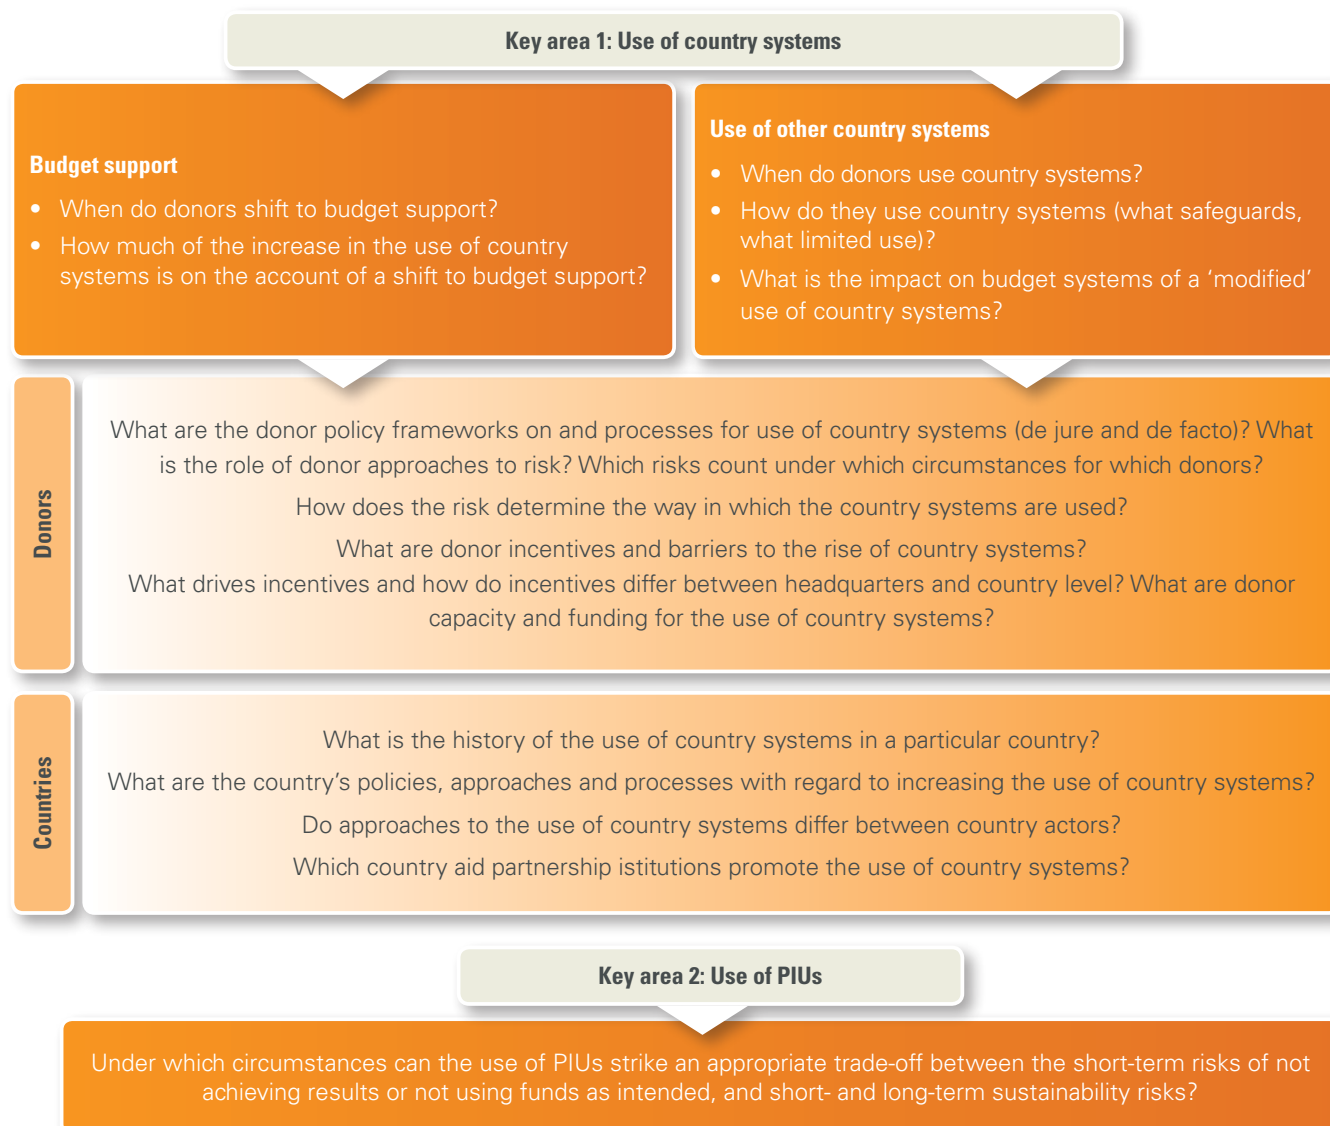 Key area 1: Use of country systems
Budget support
• When do donors shift to budget support?
• How much of the increase in the use of country
systems is on the account of a shift to budget support?
Use of other country systems
• When do donors use country systems?
• How do they use country systems (what safeguards,
what limited use)?
• What is the impact on budget systems of a ‘modified’
use of country systems?
Donors
What are the donor policy frameworks on and processes for use of country systems (de jure and de facto)? What
is the role of donor approaches to risk? Which risks count under which circumstances for which donors?
How does the risk determine the way in which the country systems are used?
What are donor incentives and barriers to the rise of country systems?
What drives incentives and how do incentives differ between headquarters and country level? What are donor
capacity and funding for the use of country systems?
Countries
What is the history of the use of country systems in a particular country?
What are the country’s policies, approaches and processes with regard to increasing the use of country systems?
Do approaches to the use of country systems differ between country actors?
Which country aid partnership istitutions promote the use of country systems?
Key area 2: Use of PIUs
Under which circumstances can the use of PIUs strike an appropriate trade-off between the short-term risks of not
achieving results or not using funds as intended, and short- and long-term sustainability risks?